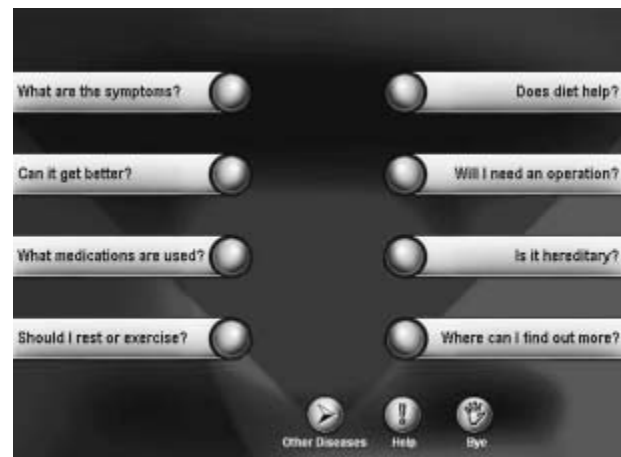 What are the symptoms?
Does diet help?
Can it get better?
Will I need an operation?
What medications are used?
Is it hereditary?
Should I rest or exercise?
Where can I find out more?
Other Diseases
Help
Bye